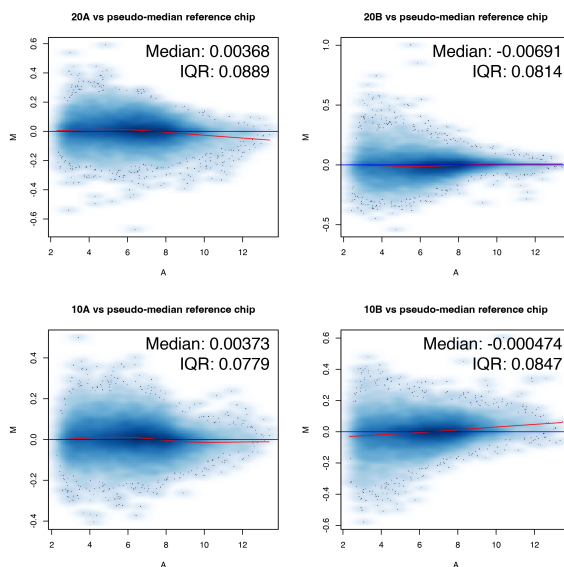 20A vs pseudo-median reference chip
Median: 0.00368
IQR: 0.0889
M
0.6
0.4
0.2
0.0
-0.2
-0.4
-0.6
2 4 6 8 10 12
A
20B vs pseudo-median reference chip
Median: -0.00691
IQR: 0.0814
M
1.0
0.5
0.0
-0.5
2 4 6 8 10 12
A
10A vs pseudo-median reference chip
Median: 0.00373
IQR: 0.0779
M
0.4
0.2
0.0
-0.2
-0.4
2 4 6 8 10 12
A
10B vs pseudo-median reference chip
Median: -0.000474
IQR: 0.0847
M
0.6
0.4
0.2
0.0
-0.2
-0.4
-0.6
2 4 6 8 10 12
A